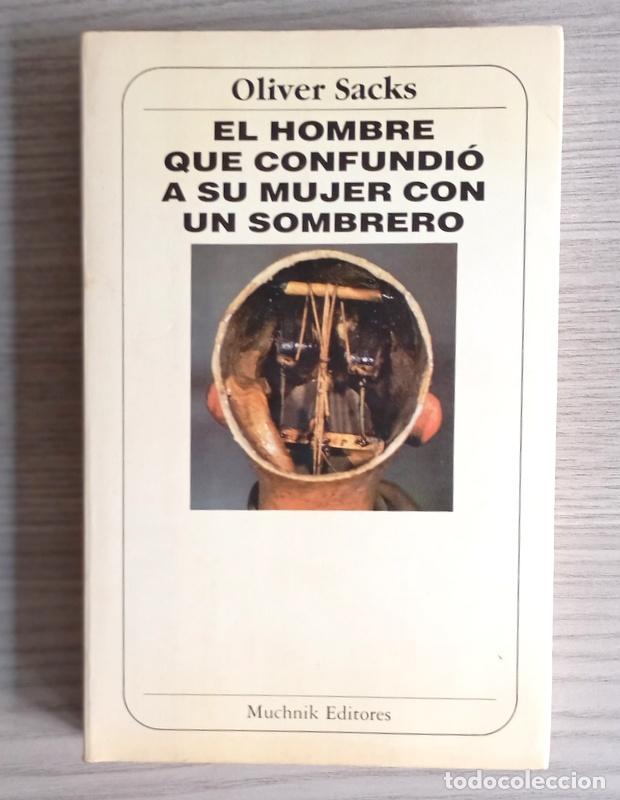 Oliver Sacks
EL HOMBRE
QUE CONFUNDIÓ
A SU MUJER CON
UN SOMBRERO
Muchnik Editores
todocoleccion